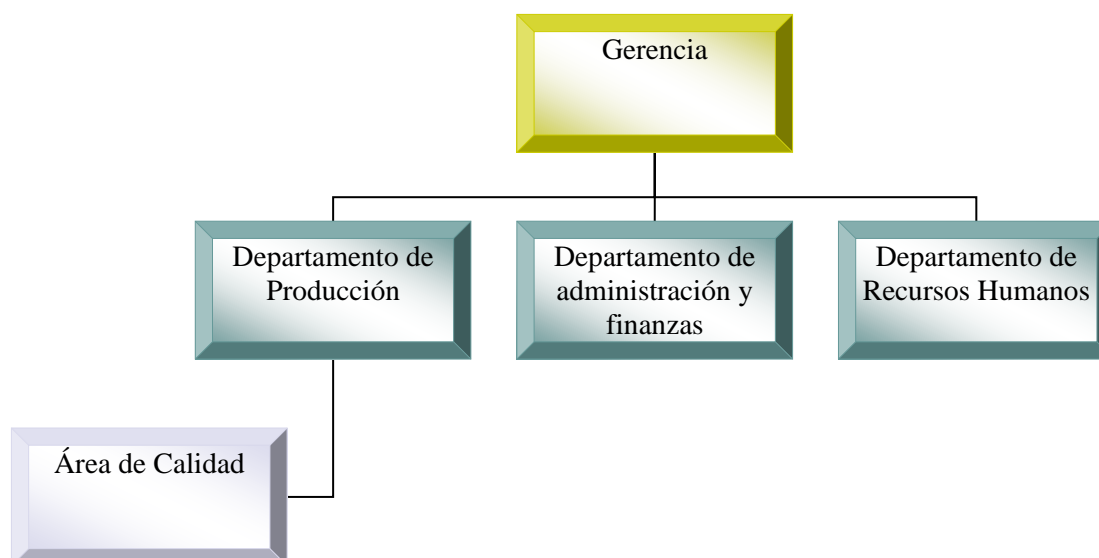 Gerencia
Departamento de
Producción
Departamento de
administración y
finanzas
Departamento de
Recursos Humanos
Área de Calidad